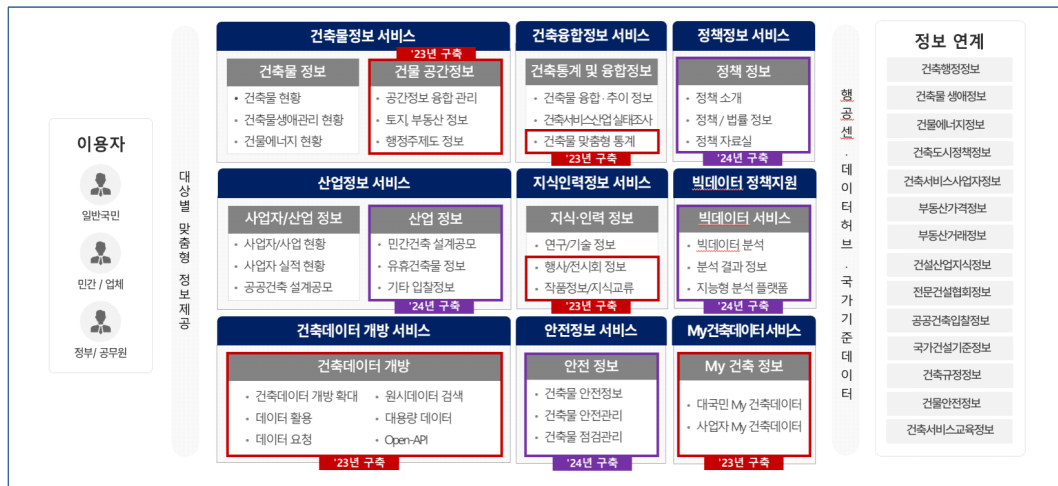 이용자
일반국민
민간 / 업체
정부/ 공무원
대상별 맞춤형 정보제공
건축물정보 서비스
'23년 구축
건축물 정보
• 건축물 현황
• 건축물생애관리 현황
• 건물에너지 현황
건물 공간정보
• 공간정보 융합 관리
• 토지, 부동산 정보
• 행정주제도 정보
건축융합정보 서비스
건축통계 및 융합정보
• 건축물 융합·추이 정보
• 건축서비스산업 실태조사
• 건축물 맞춤형 통계
'23년 구축
정책정보 서비스
정책 정보
• 정책 소개
• 정책 / 법률 정보
• 정책 자료실
'24년 구축
산업정보 서비스
사업자/산업 정보
• 사업자/사업 현황
• 사업자 실적 현황
• 공공건축 설계공모
산업 정보
• 민간건축 설계공모
• 유휴건축물 정보
• 기타 입찰정보
'24년 구축
지식인력정보 서비스
지식·인력 정보
• 연구/기술 정보
• 행사/전시회 정보
• 작품정보/지식교류
'23년 구축
빅데이터 정책지원
빅데이터 서비스
• 빅데이터 분석
• 분석 결과 정보
• 지능형 분석 플랫폼
'24년 구축
건축데이터 개방 서비스
건축데이터 개방
• 건축데이터 개방 확대
• 데이터 활용
• 데이터 요청
• 원시데이터 검색
• 대용량 데이터
• Open-API
'23년 구축
안전정보 서비스
안전 정보
• 건축물 안전정보
• 건축물 안전관리
• 건축물 점검관리
'24년 구축
My건축데이터서비스
My 건축 정보
• 대국민 My 건축데이터
• 사업자 My 건축데이터
'23년 구축
행공센·데이터허브·국가기준데이터
정보 연계
건축행정정보
건축물 생애정보
건물에너지정보
건축도시정책정보
건축서비스사업자정보
부동산가격정보
부동산거래정보
건설산업지식정보
전문건설협회정보
공공건축입찰정보
국가건설기준정보
건축규정정보
건물안전정보
건축서비스교육정보